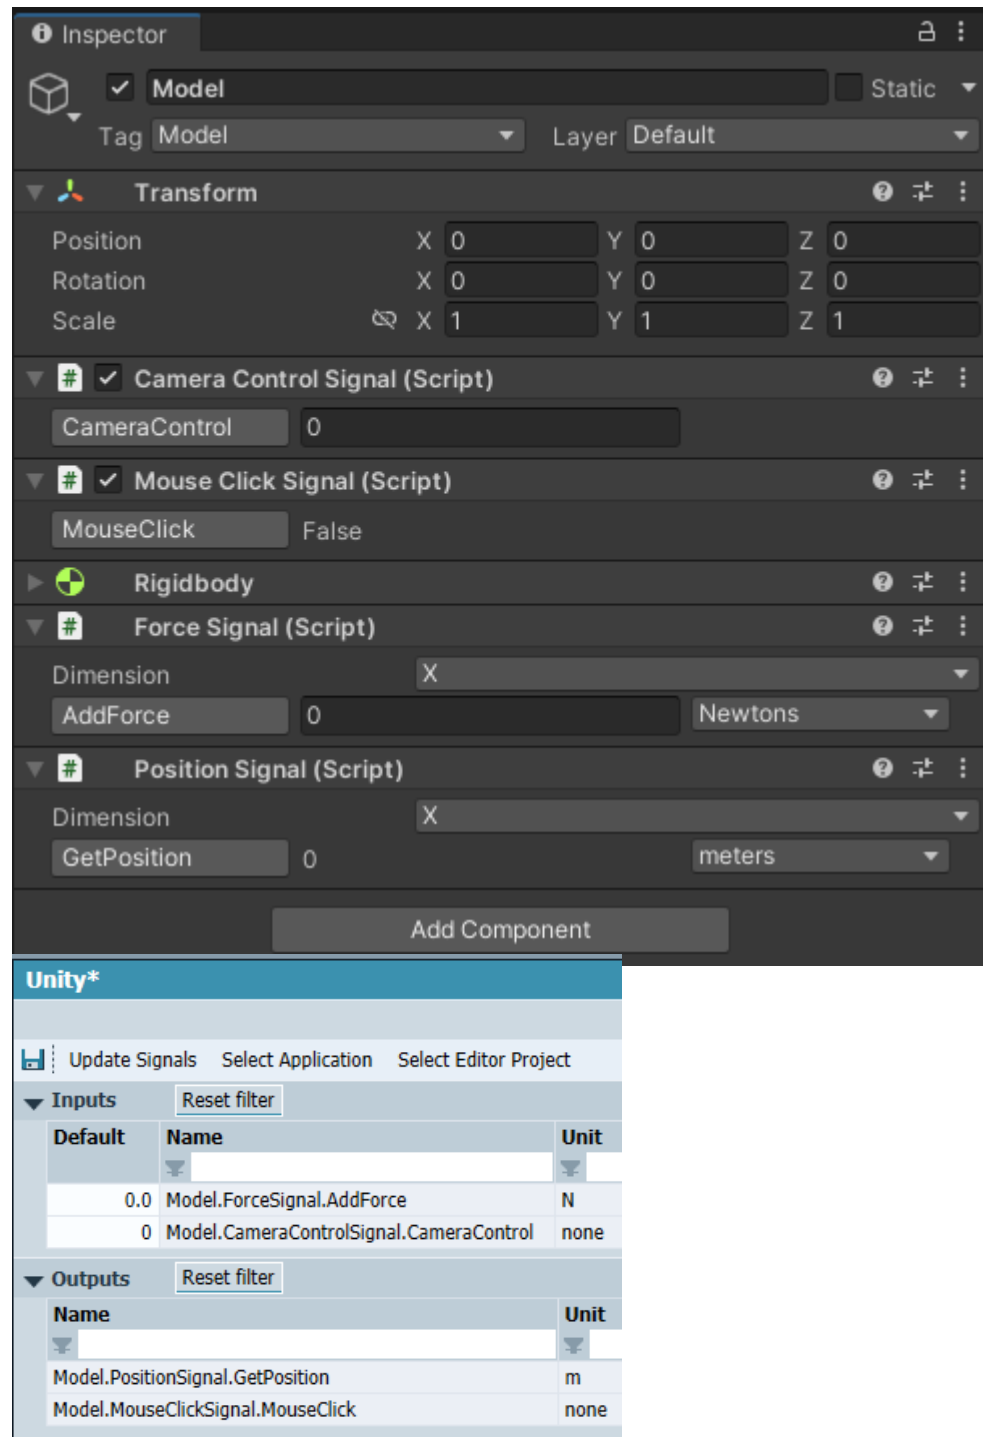 Inspector
Model Static
Tag Model Layer Default
Transform
Position X 0 Y 0 Z 0
Rotation X 0 Y 0 Z 0
Scale X 1 Y 1 Z 1
# Camera Control Signal (Script)
CameraControl 0
# Mouse Click Signal (Script)
MouseClick False
Rigidbody
# Force Signal (Script)
Dimension X
AddForce 0 Newtons
# Position Signal (Script)
Dimension X
GetPosition 0 meters
Add Component
Unity*
Update Signals Select Application Select Editor Project
Inputs Reset filter
Default Name Unit
0.0 Model.ForceSignal.AddForce N
0 Model.CameraControlSignal.CameraControl none
Outputs Reset filter
Name Unit
Model.PositionSignal.GetPosition m
Model.MouseClickSignal.MouseClick none